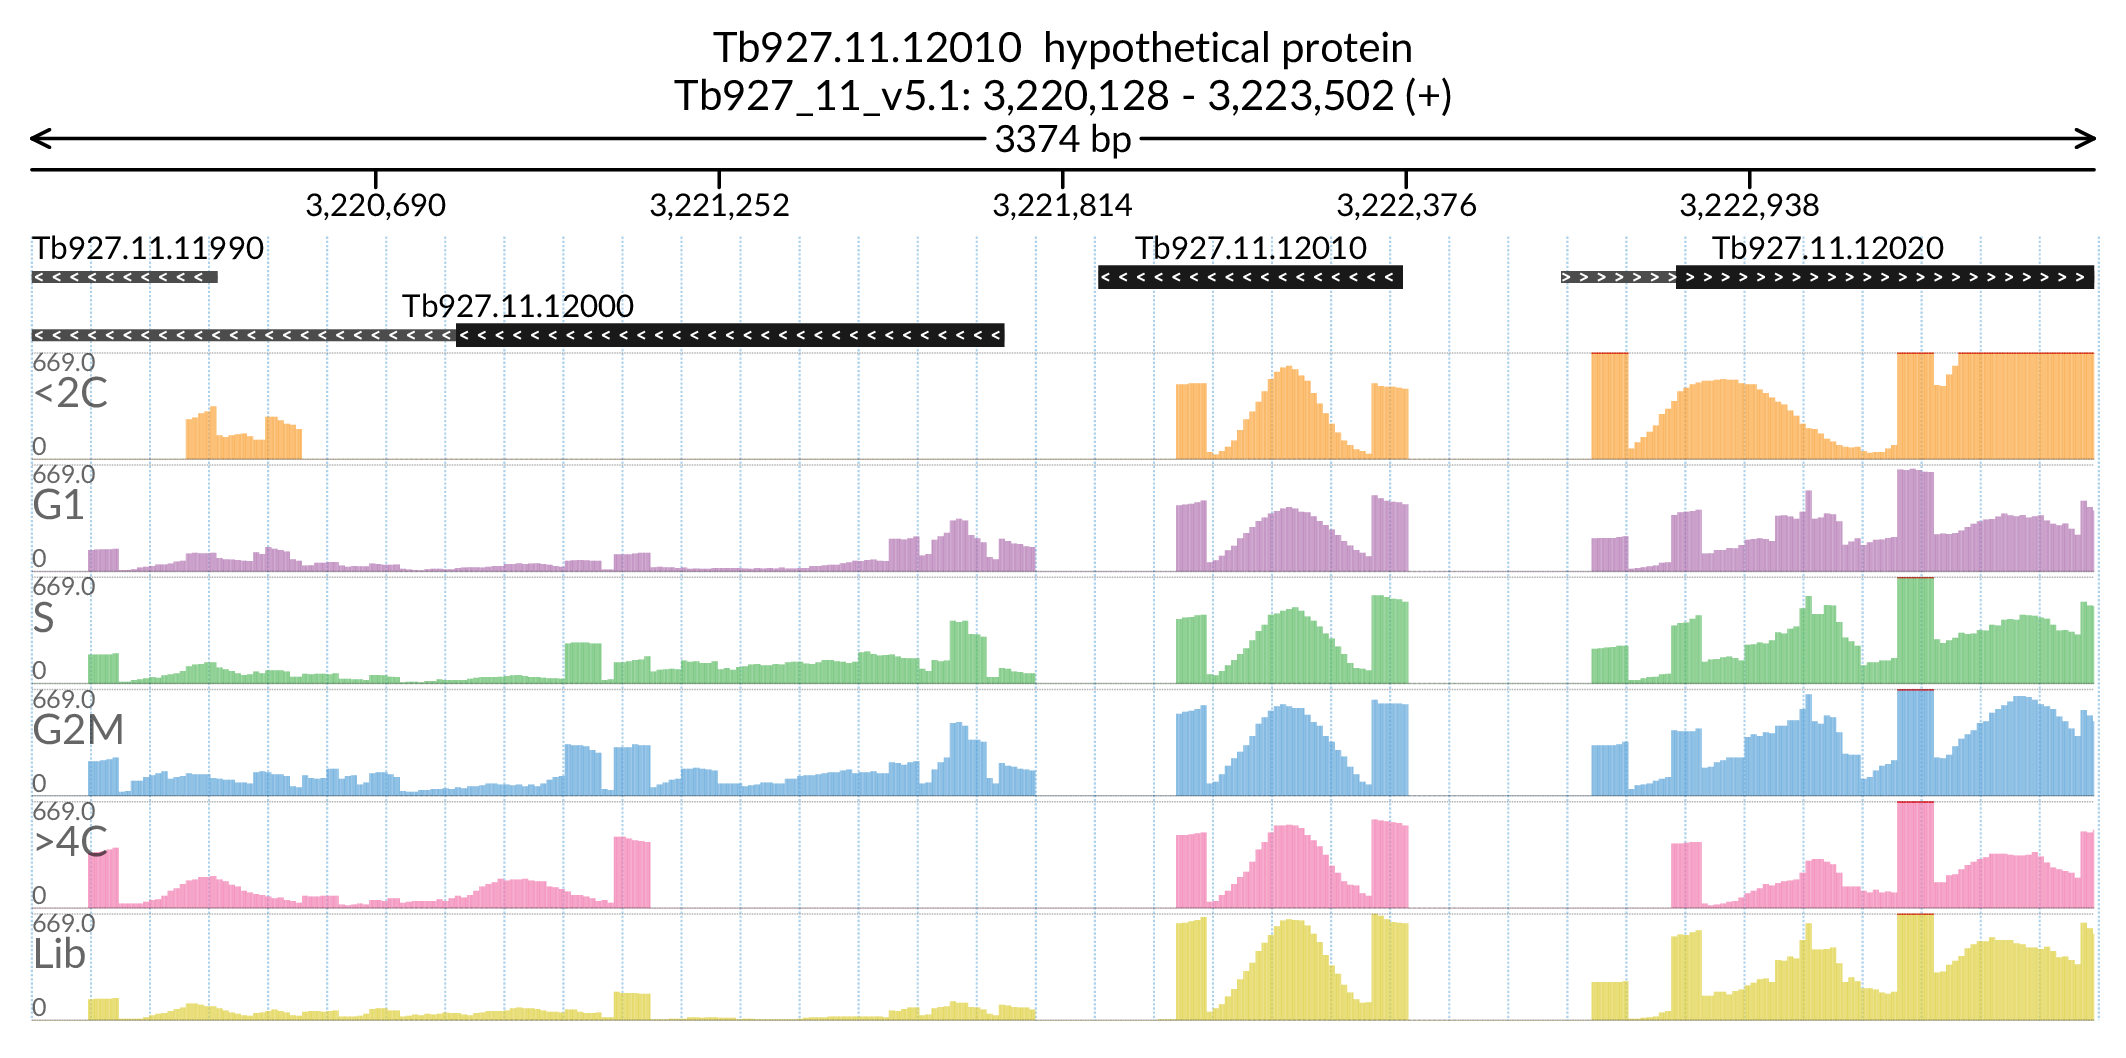 Tb927.11.12010  hypothetical protein
Tb927_11_v5.1: 3,220,128 - 3,223,502 (+)
3374 bp
3,220,690 3,221,252 3,221,814 3,222,376 3,222,938
Tb927.11.11990 Tb927.11.12010 Tb927.11.12020
Tb927.11.12000
669.0
<2C
0
669.0
G1
0
669.0
S
0
669.0
G2M
0
669.0
>4C
0
669.0
Lib
0